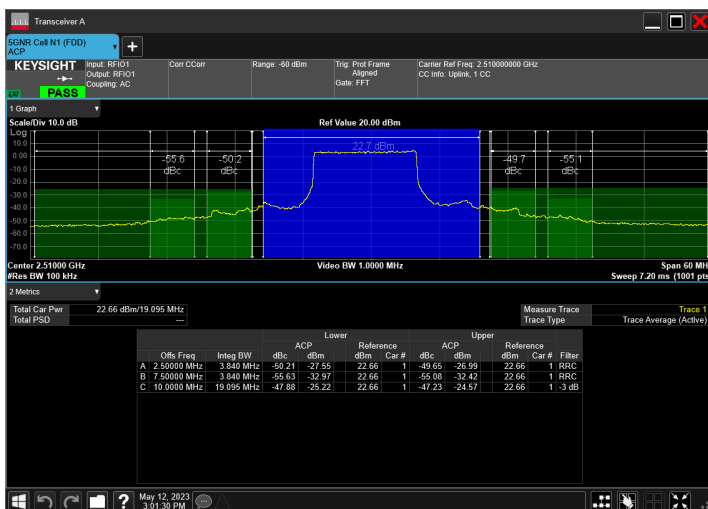 Transceiver A
5GNR Cell N1 (FDD)
ACP
KEYSIGHT
PASS
Input: RFIO1
Output: RFIO1
Coupling: AC
Corr CCorr
Range: -60 dBm
Trig: Prot Frame
Aligned
Gate: FFT
Carrier Ref Freq: 2.510000000 GHz
CC Info: Uplink, 1 CC
1 Graph
Scale/Div 10.0 dB
Ref Value 20.00 dBm
Log
10.0
0.00
-10.0
-20.0
-30.0
-40.0
-50.0
-60.0
-70.0
-55.6
dBc
-50.2
dBc
22.7 dBm
-49.7
dBc
-55.1
dBc
Center 2.51000 GHz
Video BW 1.0000 MHz
Span 60 MH
#Res BW 100 kHz
Sweep 7.20 ms (1001 pts
2 Metrics
Total Car Pwr 22.66 dBm/19.095 MHz
Total PSD ---
Measure Trace Trace 1
Trace Type Trace Average (Active)
Lower Upper
ACP Reference ACP Reference
Offs Freq Integ BW dBc dBm dBm Car # dBc dBm dBm Car # Filter
A 2.50000 MHz 3.840 MHz -50.21 -27.55 22.66 1 -49.65 -26.99 22.66 1 RRC
B 7.50000 MHz 3.840 MHz -55.63 -32.97 22.66 1 -55.08 -32.42 22.66 1 RRC
C 10.0000 MHz 19.095 MHz -47.88 -25.22 22.66 1 -47.23 -24.57 22.66 1 -3 dB
May 12, 2023
3:01:30 PM